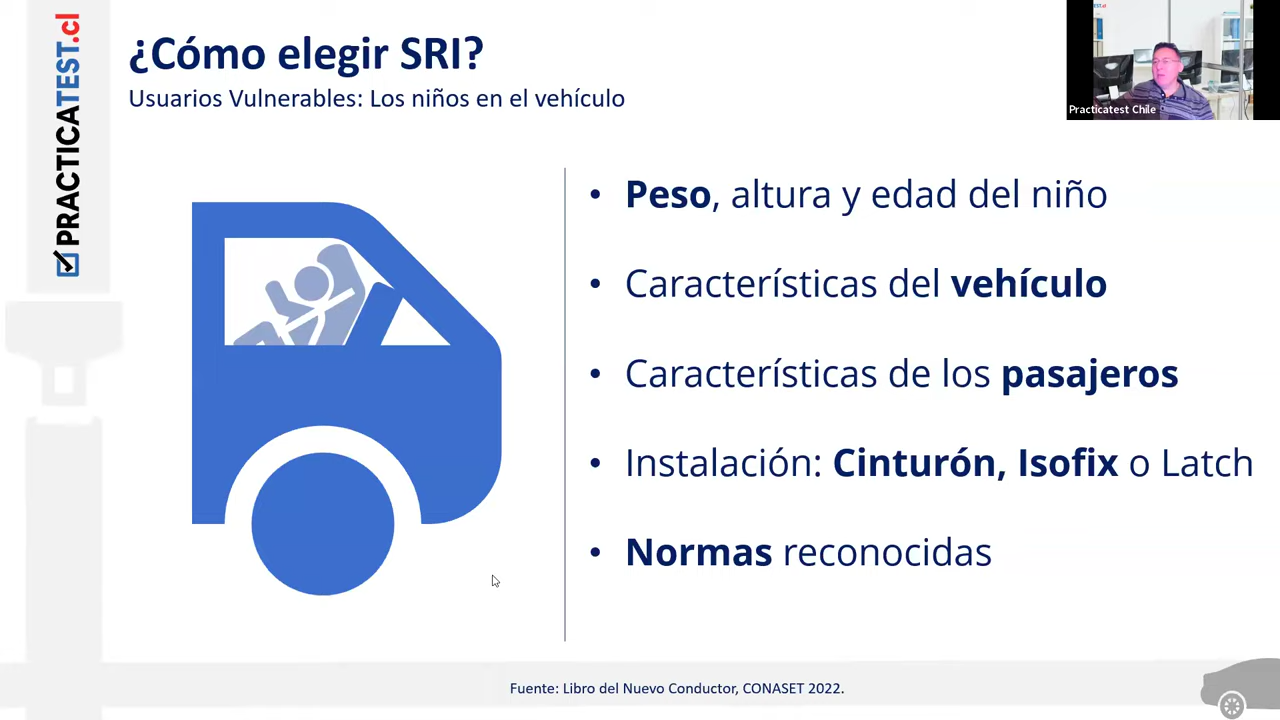 PRACTICATEST.cl
¿Cómo elegir SRI?
Usuarios Vulnerables: Los niños en el vehículo
Practicatest Chile
• Peso, altura y edad del niño
• Características del vehículo
• Características de los pasajeros
• Instalación: Cinturón, Isofix o Latch
• Normas reconocidas
Fuente: Libro del Nuevo Conductor, CONASET 2022.